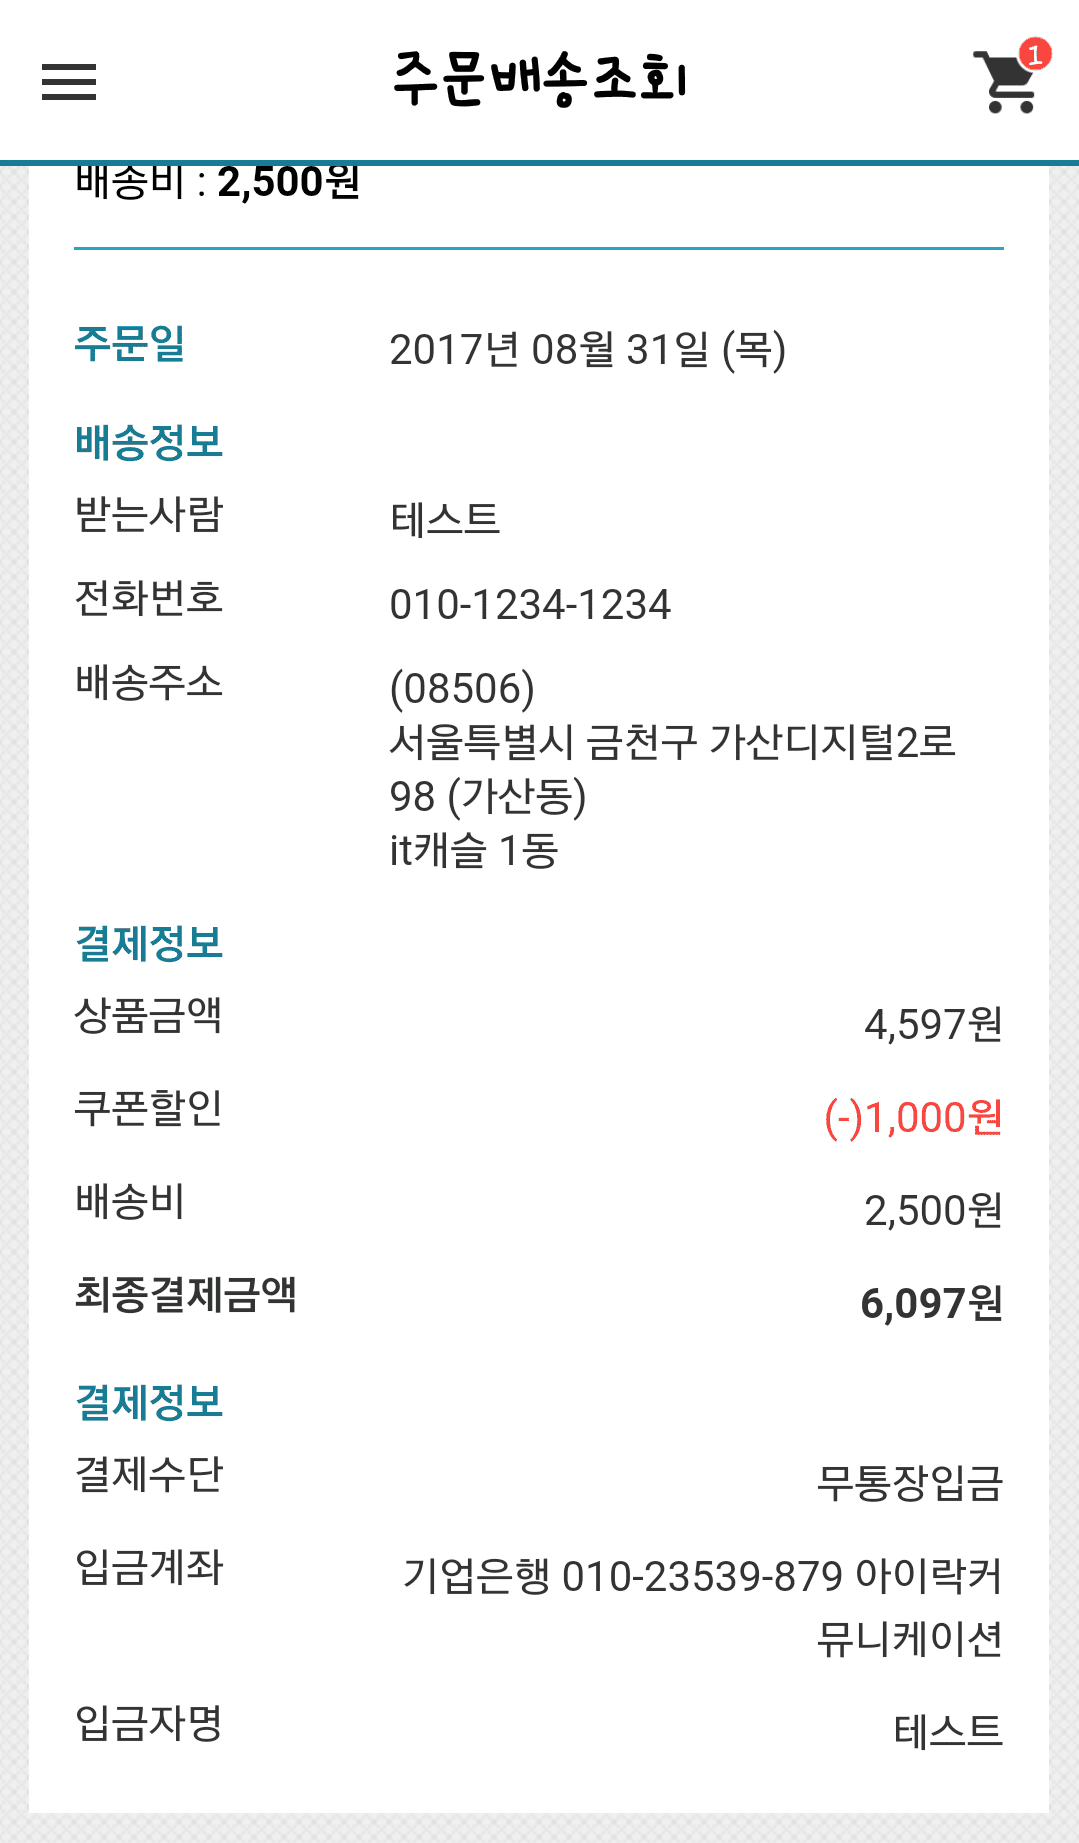 주문배송조회
1
배송비 : 2,500원
주문일 2017년 08월 31일 (목)
배송정보
받는사람 테스트
전화번호 010-1234-1234
배송주소 (08506)
서울특별시 금천구 가산디지털2로
98 (가산동)
it캐슬 1동
결제정보
상품금액 4,597원
쿠폰할인 (-)1,000원
배송비 2,500원
최종결제금액 6,097원
결제정보
결제수단 무통장입금
입금계좌 기업은행 010-23539-879 아이락커
뮤니케이션
입금자명 테스트